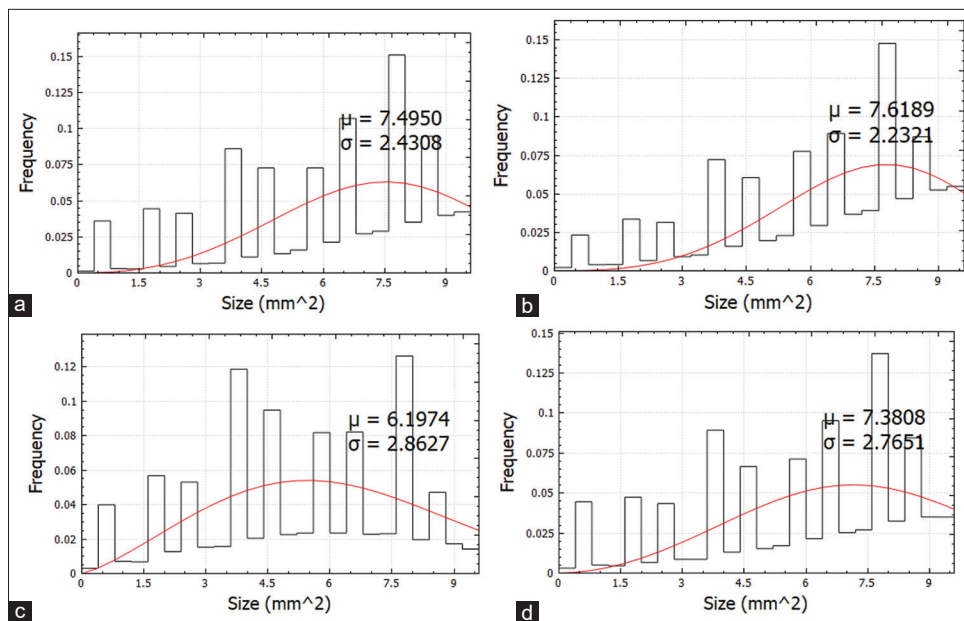 0.15
0.125
0.1
0.075
0.05
0.025
0
Frequency
μ = 7.4950
σ = 2.4308
0 1.5 3 4.5 6 7.5 9
Size (mm^2)
a
0.15
0.125
0.1
0.075
0.05
0.025
0
Frequency
μ = 7.6189
σ = 2.2321
0 1.5 3 4.5 6 7.5 9
Size (mm^2)
b
0.12
0.1
0.08
0.06
0.04
0.02
0
Frequency
μ = 6.1974
σ = 2.8627
0 1.5 3 4.5 6 7.5 9
Size (mm^2)
c
0.15
0.125
0.1
0.075
0.05
0.025
0
Frequency
μ = 7.3808
σ = 2.7651
0 1.5 3 4.5 6 7.5 9
Size (mm^2)
d